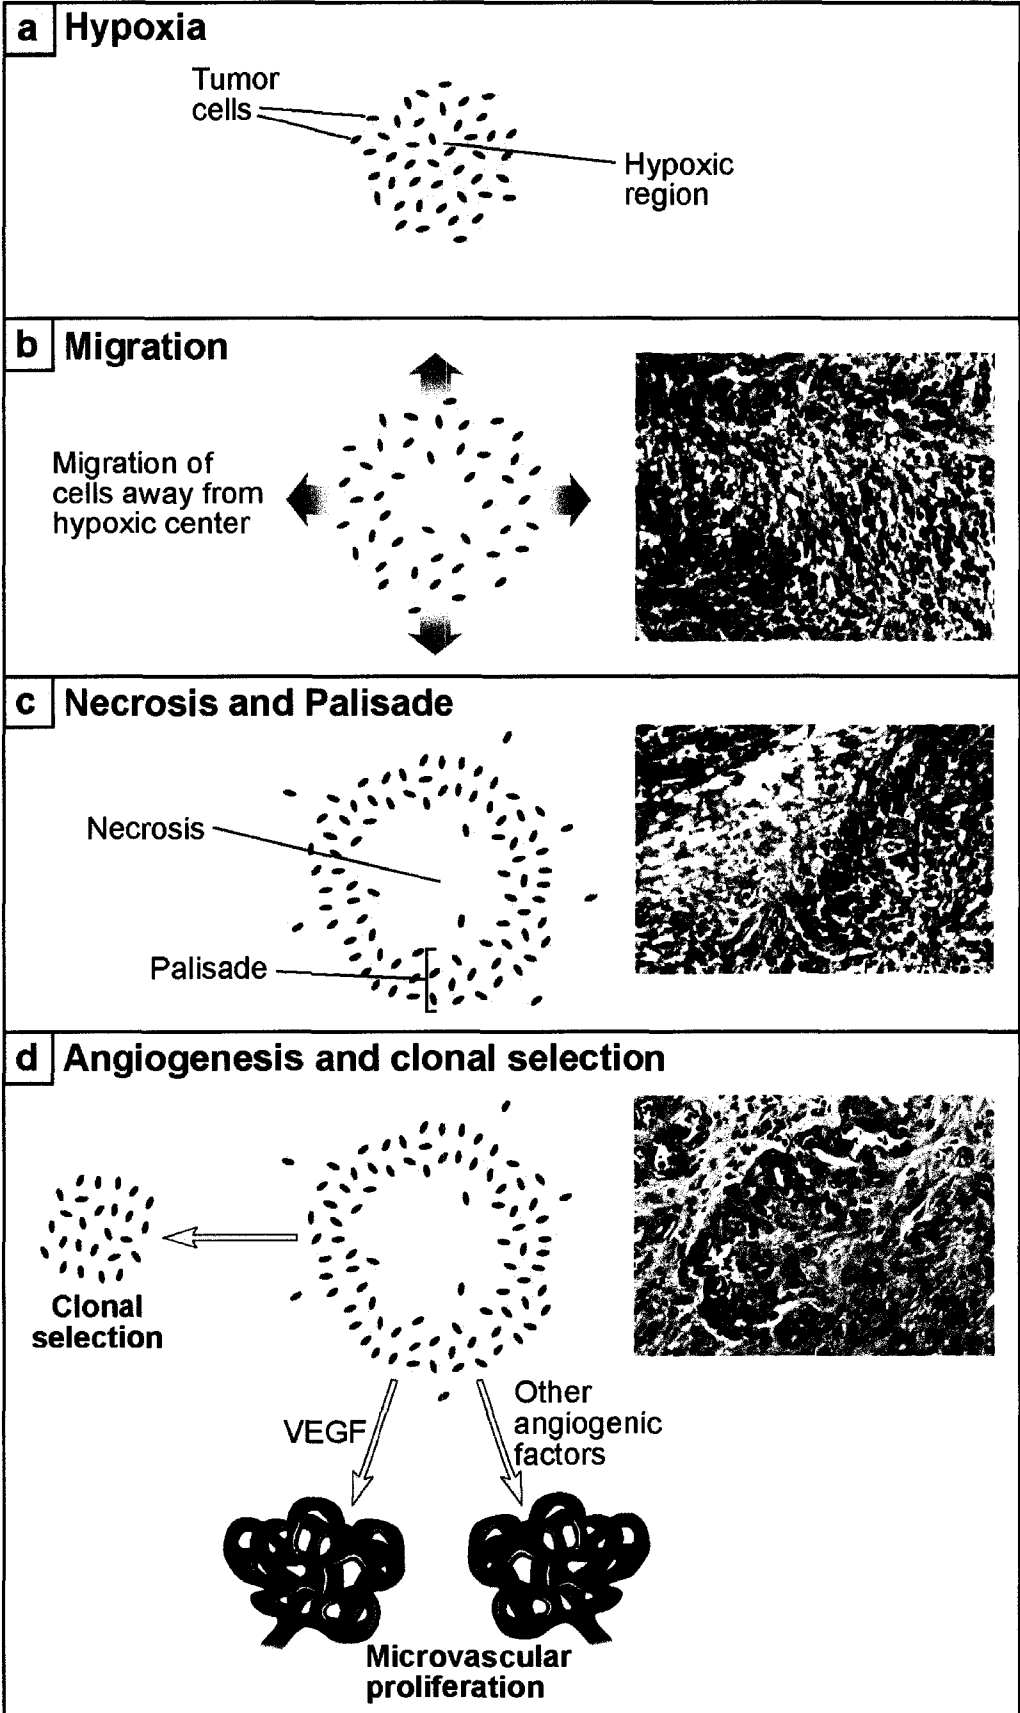 a Hypoxia
Tumor
cells
Hypoxic
region
b Migration
Migration of
cells away from
hypoxic center
c Necrosis and Palisade
Necrosis
Palisade
d Angiogenesis and clonal selection
Clonal
selection
VEGF
Other
angiogenic
factors
Microvascular
proliferation